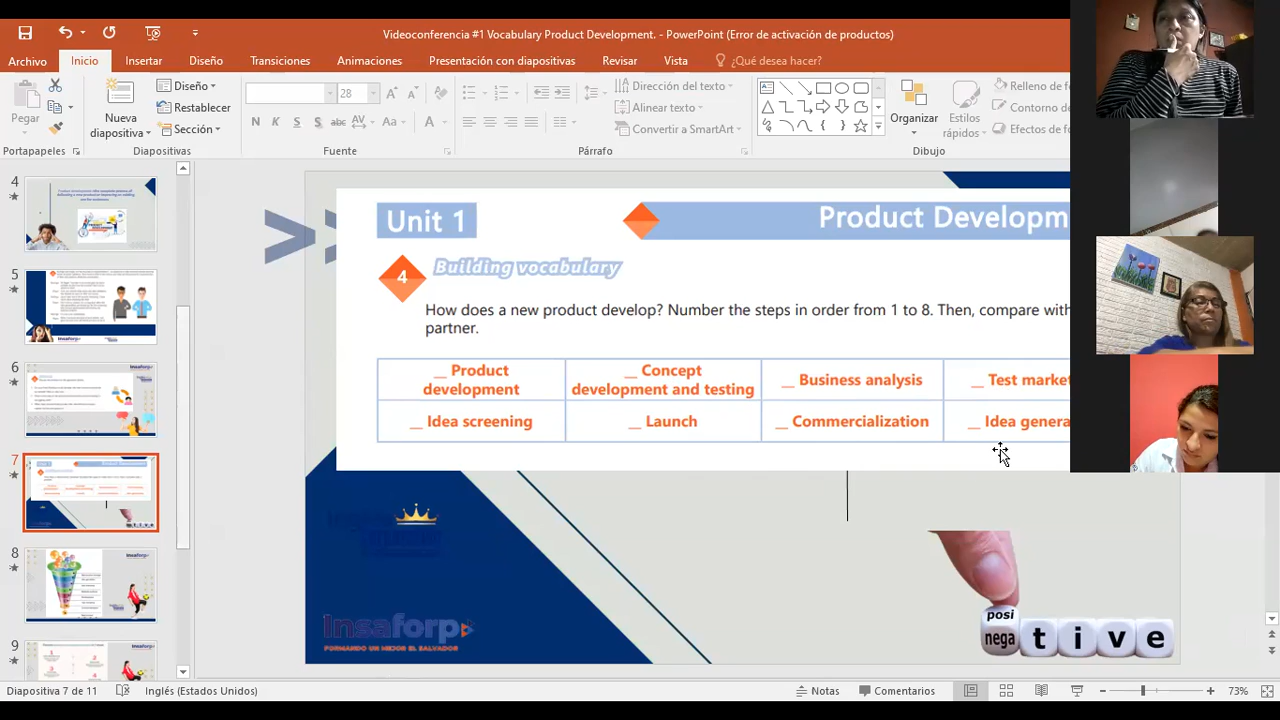 Videoconferencia #1 Vocabulary Product Development. - PowerPoint (Error de activación de productos)
Archivo Inicio Insertar Diseño Transiciones Animaciones Presentación con diapositivas Revisar Vista ¿Qué desea hacer?
Pegar
Nueva diapositiva
Diseño
Restablecer
Sección
28
N K S abc AV Aa A
Dirección del texto
Alinear texto
Convertir a SmartArt
Organizar
Estilos rápidos
Relleno de
Contorno de
Efectos de
Portapapeles Diapositivas Fuente Párrafo Dibujo
4
5
6
7
8
9
Unit 1
Product Developm
4
Building vocabulary
How does a new product develop? Number the steps in order from 1 to 8. Then, compare with
partner.
__ Product development
__ Concept development and testing
__ Business analysis
__ Test market
__ Idea screening
__ Launch
__ Commercialization
__ Idea genera
Insaforp
FORMANDO UN MEJOR EL SALVADOR
posi
nega t i v e
Diapositiva 7 de 11 Inglés (Estados Unidos) Notas Comentarios 73%